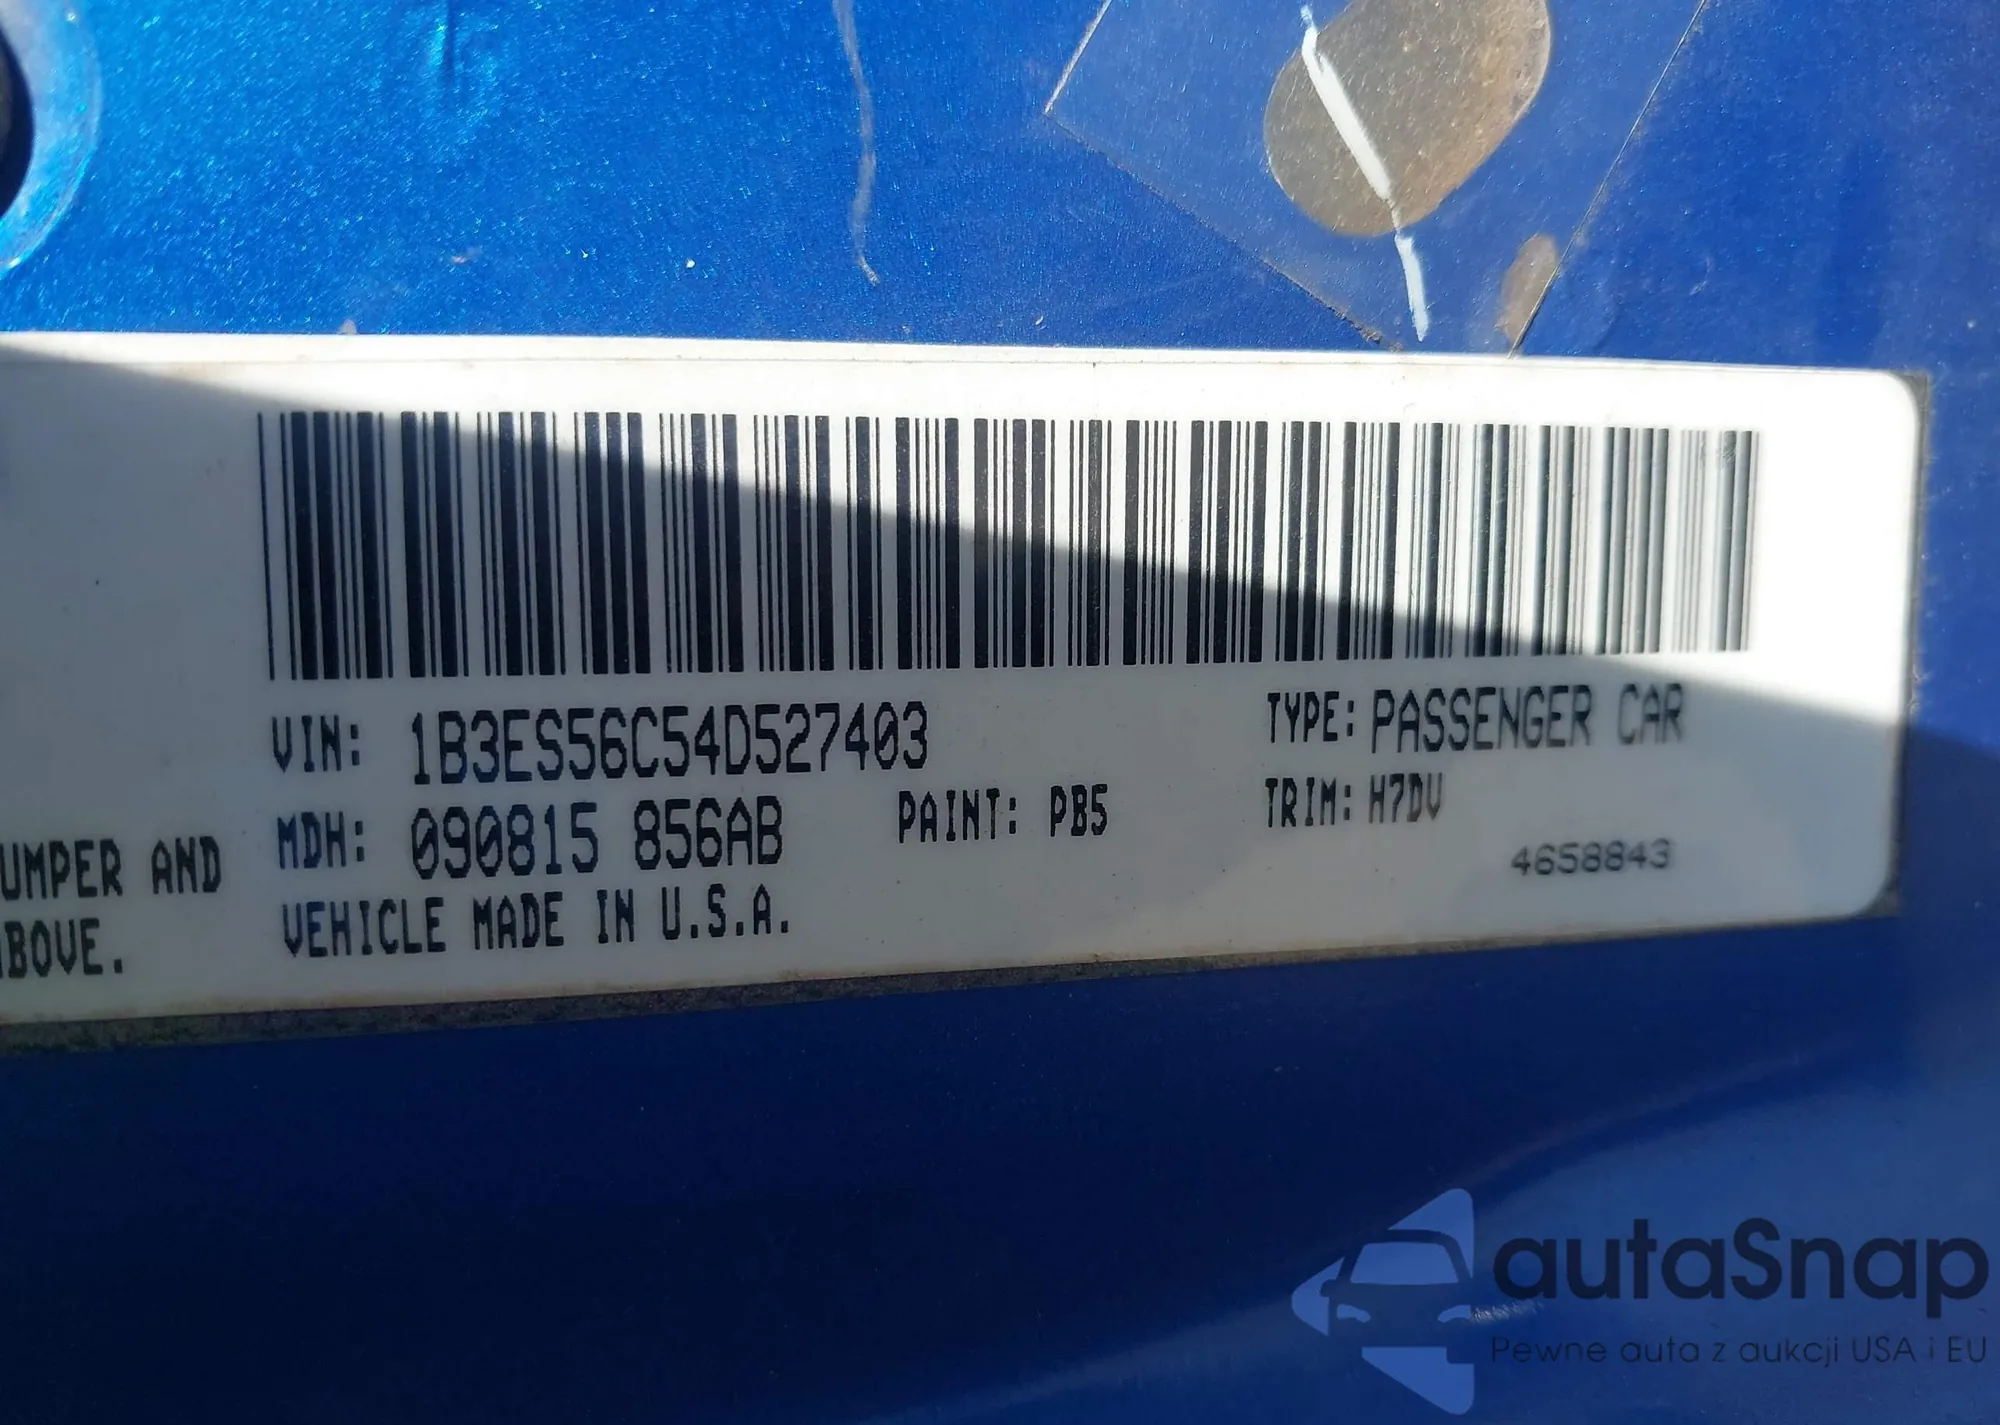 VIN: 1B3ES56C54D527403
TYPE: PASSENGER CAR
MDH: 090815 856AB
PAINT: PB5
TRIM: H7DV
UMPER AND
VEHICLE MADE IN U.S.A.
4658843
ABOVE.
autaSnap
Pewne auta z aukcji USA i EU